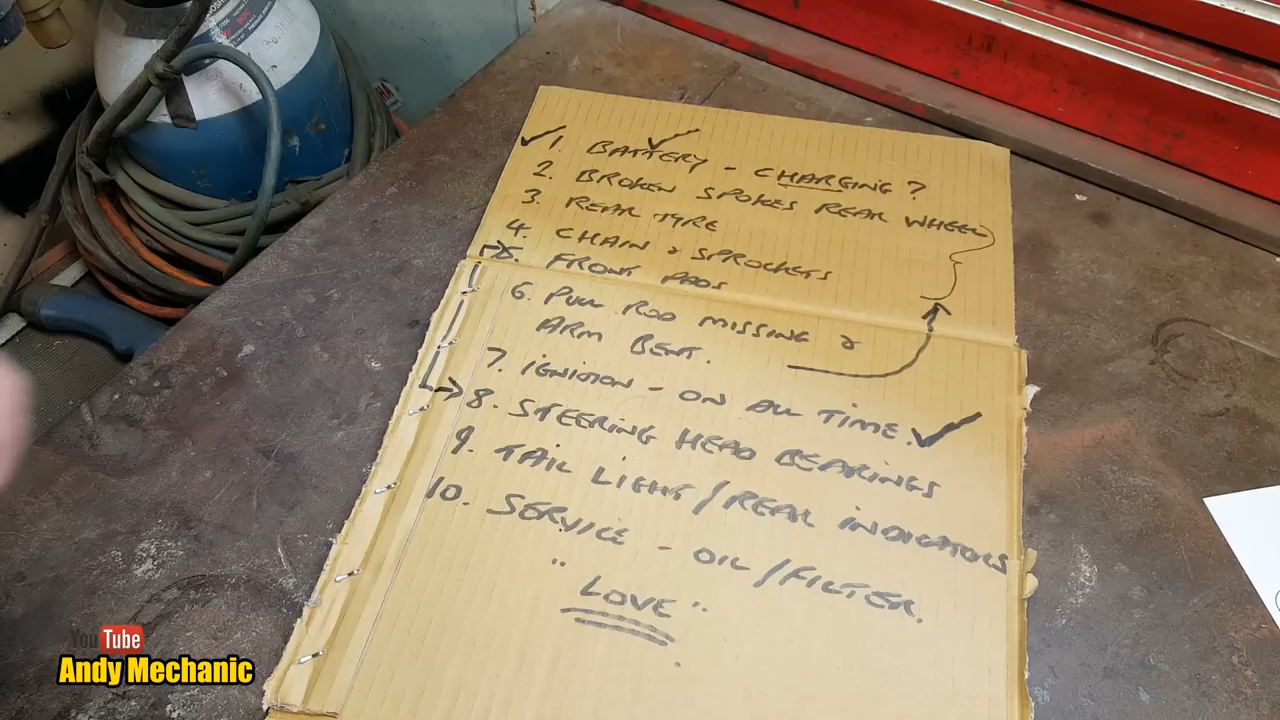 ✓ 1. BATTERY - CHARGING?
2. BROKEN SPOKES REAR WHEEL
3. REAR TYRE
4. CHAIN & SPROCKETS
5. FRONT PADS
6. PULL ROD MISSING &
ARM BENT.
7. IGNITION - ON ALL TIME. ✓
8. STEERING HEAD BEARINGS
9. TAIL LIGHT/REAR INDICATORS
10. SERVICE - OIL/FILTER.
"LOVE".
YouTube
Andy Mechanic